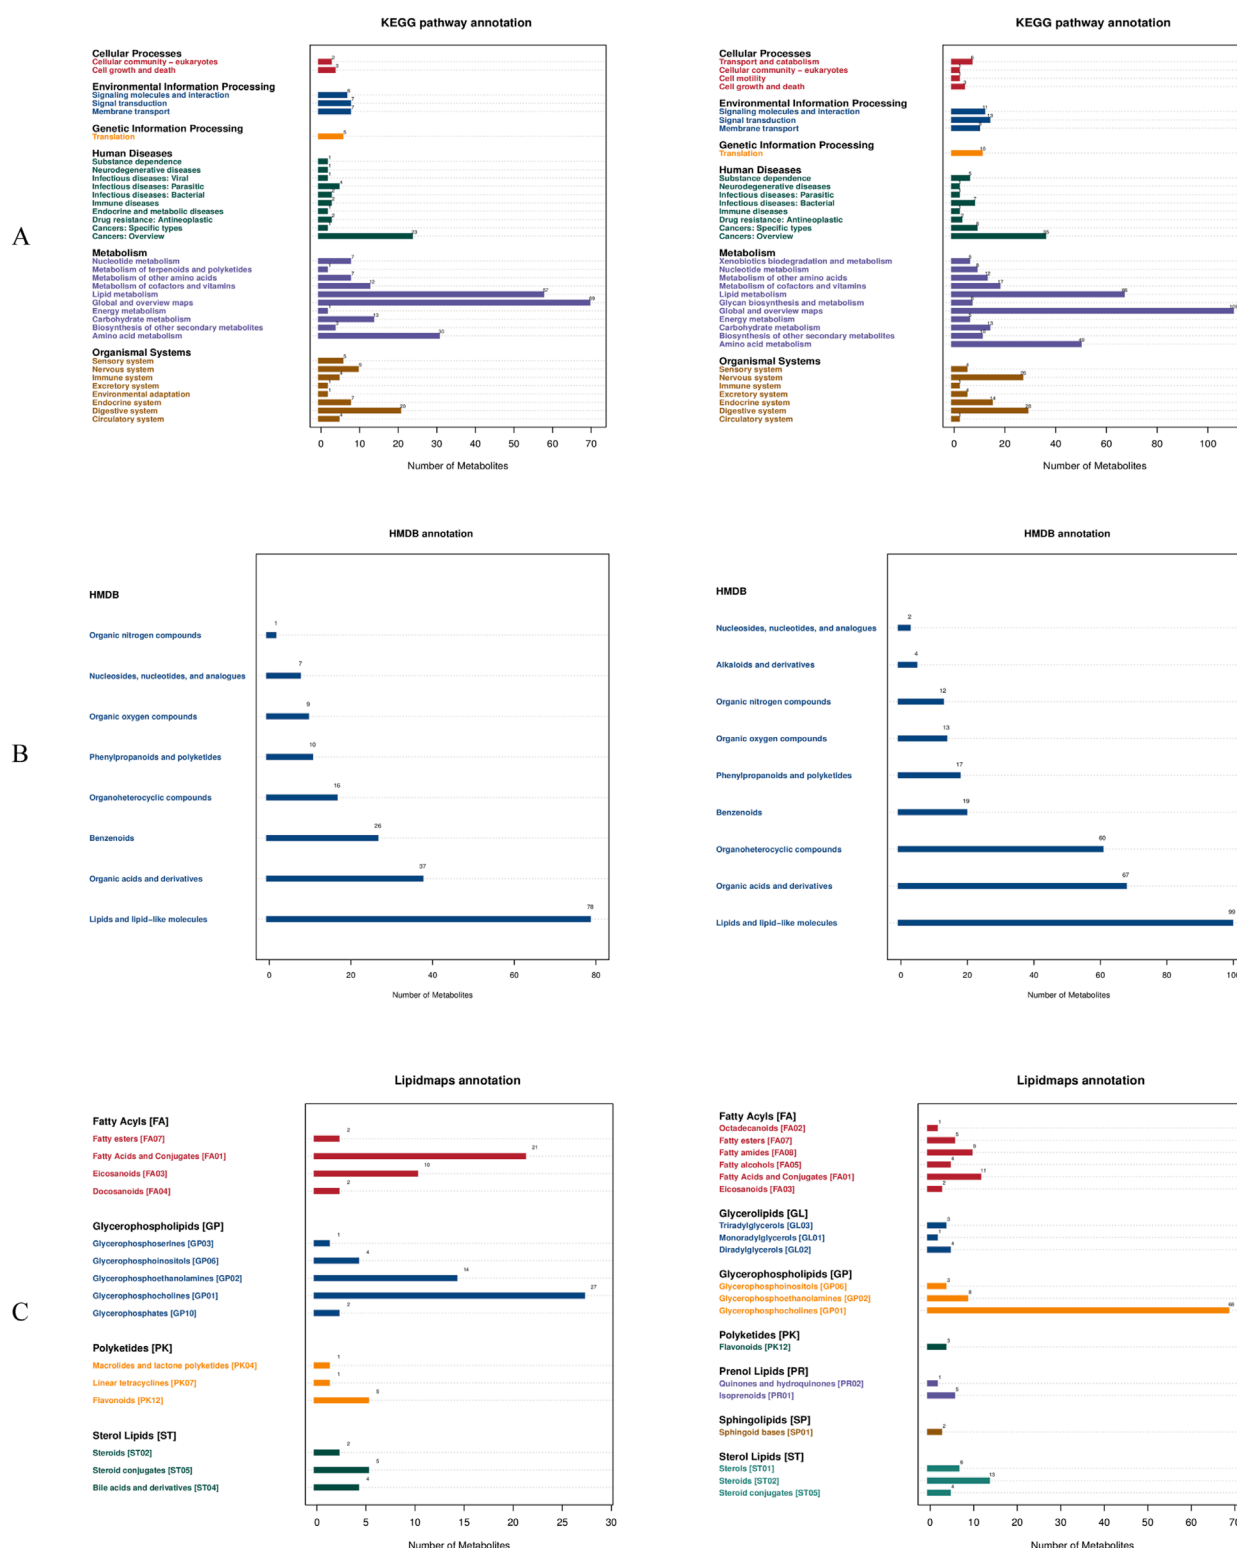 A
KEGG pathway annotation
Cellular Processes
Cellular community – eukaryotes
Cell growth and death
Environmental Information Processing
Signaling molecules and interaction
Signal transduction
Membrane transport
Genetic Information Processing
Translation
Human Diseases
Substance dependence
Neurodegenerative diseases
Infectious diseases: Viral
Infectious diseases: Parasitic
Infectious diseases: Bacterial
Immune diseases
Endocrine and metabolic diseases
Drug resistance: Antineoplastic
Cancers: Specific types
Cancers: Overview
Metabolism
Nucleotide metabolism
Metabolism of terpenoids and polyketides
Metabolism of other amino acids
Metabolism of cofactors and vitamins
Lipid metabolism
Global and overview maps
Energy metabolism
Carbohydrate metabolism
Biosynthesis of other secondary metabolites
Amino acid metabolism
Organismal Systems
Sensory system
Nervous system
Immune system
Excretory system
Environmental adaptation
Endocrine system
Digestive system
Circulatory system
0 10 20 30 40 50 60 70
Number of Metabolites
KEGG pathway annotation
Cellular Processes
Transport and catabolism
Cellular community – eukaryotes
Cell motility
Cell growth and death
Environmental Information Processing
Signaling molecules and interaction
Signal transduction
Membrane transport
Genetic Information Processing
Translation
Human Diseases
Substance dependence
Neurodegenerative diseases
Infectious diseases: Parasitic
Infectious diseases: Bacterial
Immune diseases
Drug resistance: Antineoplastic
Cancers: Specific types
Cancers: Overview
Metabolism
Xenobiotics biodegradation and metabolism
Nucleotide metabolism
Metabolism of other amino acids
Metabolism of cofactors and vitamins
Lipid metabolism
Glycan biosynthesis and metabolism
Global and overview maps
Energy metabolism
Carbohydrate metabolism
Biosynthesis of other secondary metabolites
Amino acid metabolism
Organismal Systems
Sensory system
Nervous system
Immune system
Excretory system
Endocrine system
Digestive system
Circulatory system
0 20 40 60 80 100
Number of Metabolites
B
HMDB annotation
HMDB
Organic nitrogen compounds 1
Nucleosides, nucleotides, and analogues 7
Organic oxygen compounds 9
Phenylpropanoids and polyketides 10
Organoheterocyclic compounds 16
Benzenoids 26
Organic acids and derivatives 37
Lipids and lipid–like molecules 78
0 20 40 60 80
Number of Metabolites
HMDB annotation
HMDB
Nucleosides, nucleotides, and analogues 2
Alkaloids and derivatives 4
Organic nitrogen compounds 12
Organic oxygen compounds 13
Phenylpropanoids and polyketides 17
Benzenoids 19
Organoheterocyclic compounds 60
Organic acids and derivatives 67
Lipids and lipid–like molecules 99
0 20 40 60 80 100
Number of Metabolites
C
Lipidmaps annotation
Fatty Acyls [FA]
Fatty esters [FA07] 2
Fatty Acids and Conjugates [FA01] 21
Eicosanoids [FA03] 10
Docosanoids [FA04] 2
Glycerophospholipids [GP]
Glycerophosphoserines [GP03] 1
Glycerophosphoinositols [GP06] 4
Glycerophosphoethanolamines [GP02] 14
Glycerophosphocholines [GP01] 27
Glycerophosphates [GP10] 2
Polyketides [PK]
Macrolides and lactone polyketides [PK04] 1
Linear tetracyclines [PK07] 1
Flavonoids [PK12] 5
Sterol Lipids [ST]
Steroids [ST02] 2
Steroid conjugates [ST05] 5
Bile acids and derivatives [ST04] 4
0 5 10 15 20 25 30
Number of Metabolites
Lipidmaps annotation
Fatty Acyls [FA]
Octadecanoids [FA02] 1
Fatty esters [FA07] 5
Fatty amides [FA08] 9
Fatty alcohols [FA05] 4
Fatty Acids and Conjugates [FA01] 11
Eicosanoids [FA03] 2
Glycerolipids [GL]
Triradylglycerols [GL03] 3
Monoradylglycerols [GL01] 1
Diradylglycerols [GL02] 4
Glycerophospholipids [GP]
Glycerophosphoinositols [GP06] 3
Glycerophosphoethanolamines [GP02] 8
Glycerophosphocholines [GP01] 68
Polyketides [PK]
Flavonoids [PK12] 3
Prenol Lipids [PR]
Quinones and hydroquinones [PR02] 1
Isoprenoids [PR01] 5
Sphingolipids [SP]
Sphingoid bases [SP01] 2
Sterol Lipids [ST]
Sterols [ST01] 6
Steroids [ST02] 13
Steroid conjugates [ST05] 4
0 10 20 30 40 50 60 70
Number of Metabolites